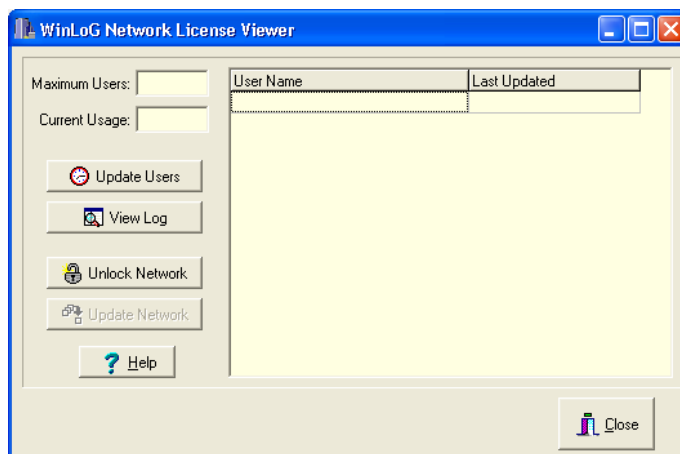 WinLoG Network License Viewer
Maximum Users:
Current Usage:
User Name Last Updated
Update Users
View Log
Unlock Network
Update Network
Help
Close